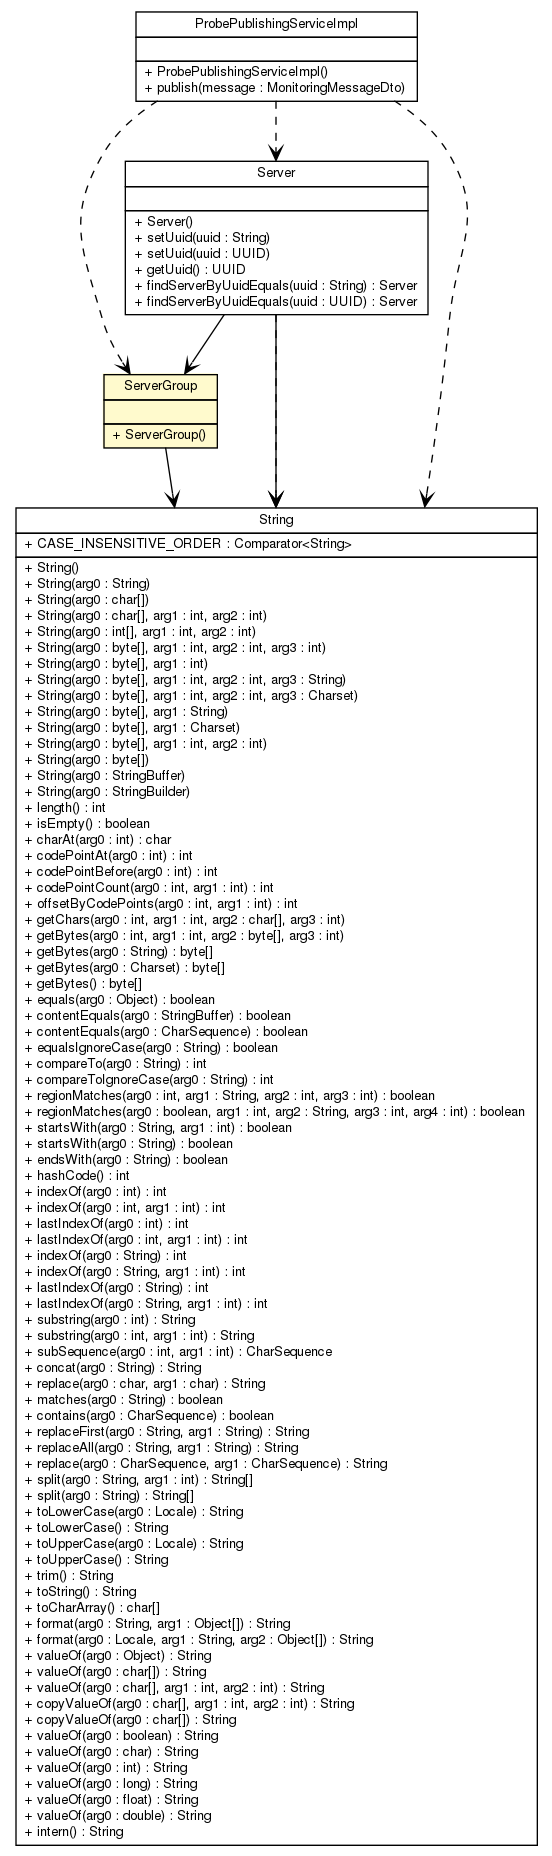 ProbePublishingServiceImpl
+ ProbePublishingServiceImpl()
+ publish(message : MonitoringMessageDto)
Server
+ Server()
+ setUuid(uuid : String)
+ setUuid(uuid : UUID)
+ getUuid() : UUID
+ findServerByUuidEquals(uuid : String) : Server
+ findServerByUuidEquals(uuid : UUID) : Server
ServerGroup
+ ServerGroup()
String
+ CASE_INSENSITIVE_ORDER : Comparator<String>
+ String()
+ String(arg0 : String)
+ String(arg0 : char[])
+ String(arg0 : char[], arg1 : int, arg2 : int)
+ String(arg0 : int[], arg1 : int, arg2 : int)
+ String(arg0 : byte[], arg1 : int, arg2 : int, arg3 : int)
+ String(arg0 : byte[], arg1 : int)
+ String(arg0 : byte[], arg1 : int, arg2 : int, arg3 : String)
+ String(arg0 : byte[], arg1 : int, arg2 : int, arg3 : Charset)
+ String(arg0 : byte[], arg1 : String)
+ String(arg0 : byte[], arg1 : Charset)
+ String(arg0 : byte[], arg1 : int, arg2 : int)
+ String(arg0 : byte[])
+ String(arg0 : StringBuffer)
+ String(arg0 : StringBuilder)
+ length() : int
+ isEmpty() : boolean
+ charAt(arg0 : int) : char
+ codePointAt(arg0 : int) : int
+ codePointBefore(arg0 : int) : int
+ codePointCount(arg0 : int, arg1 : int) : int
+ offsetByCodePoints(arg0 : int, arg1 : int) : int
+ getChars(arg0 : int, arg1 : int, arg2 : char[], arg3 : int)
+ getBytes(arg0 : int, arg1 : int, arg2 : byte[], arg3 : int)
+ getBytes(arg0 : String) : byte[]
+ getBytes(arg0 : Charset) : byte[]
+ getBytes() : byte[]
+ equals(arg0 : Object) : boolean
+ contentEquals(arg0 : StringBuffer) : boolean
+ contentEquals(arg0 : CharSequence) : boolean
+ equalsIgnoreCase(arg0 : String) : boolean
+ compareTo(arg0 : String) : int
+ compareToIgnoreCase(arg0 : String) : int
+ regionMatches(arg0 : int, arg1 : String, arg2 : int, arg3 : int) : boolean
+ regionMatches(arg0 : boolean, arg1 : int, arg2 : String, arg3 : int, arg4 : int) : boolean
+ startsWith(arg0 : String, arg1 : int) : boolean
+ startsWith(arg0 : String) : boolean
+ endsWith(arg0 : String) : boolean
+ hashCode() : int
+ indexOf(arg0 : int) : int
+ indexOf(arg0 : int, arg1 : int) : int
+ lastIndexOf(arg0 : int) : int
+ lastIndexOf(arg0 : int, arg1 : int) : int
+ indexOf(arg0 : String) : int
+ indexOf(arg0 : String, arg1 : int) : int
+ lastIndexOf(arg0 : String) : int
+ lastIndexOf(arg0 : String, arg1 : int) : int
+ substring(arg0 : int) : String
+ substring(arg0 : int, arg1 : int) : String
+ subSequence(arg0 : int, arg1 : int) : CharSequence
+ concat(arg0 : String) : String
+ replace(arg0 : char, arg1 : char) : String
+ matches(arg0 : String) : boolean
+ contains(arg0 : CharSequence) : boolean
+ replaceFirst(arg0 : String, arg1 : String) : String
+ replaceAll(arg0 : String, arg1 : String) : String
+ replace(arg0 : CharSequence, arg1 : CharSequence) : String
+ split(arg0 : String, arg1 : int) : String[]
+ split(arg0 : String) : String[]
+ toLowerCase(arg0 : Locale) : String
+ toLowerCase() : String
+ toUpperCase(arg0 : Locale) : String
+ toUpperCase() : String
+ trim() : String
+ toString() : String
+ toCharArray() : char[]
+ format(arg0 : String, arg1 : Object[]) : String
+ format(arg0 : Locale, arg1 : String, arg2 : Object[]) : String
+ valueOf(arg0 : Object) : String
+ valueOf(arg0 : char[]) : String
+ valueOf(arg0 : char[], arg1 : int, arg2 : int) : String
+ copyValueOf(arg0 : char[], arg1 : int, arg2 : int) : String
+ copyValueOf(arg0 : char[]) : String
+ valueOf(arg0 : boolean) : String
+ valueOf(arg0 : char) : String
+ valueOf(arg0 : int) : String
+ valueOf(arg0 : long) : String
+ valueOf(arg0 : float) : String
+ valueOf(arg0 : double) : String
+ intern() : String